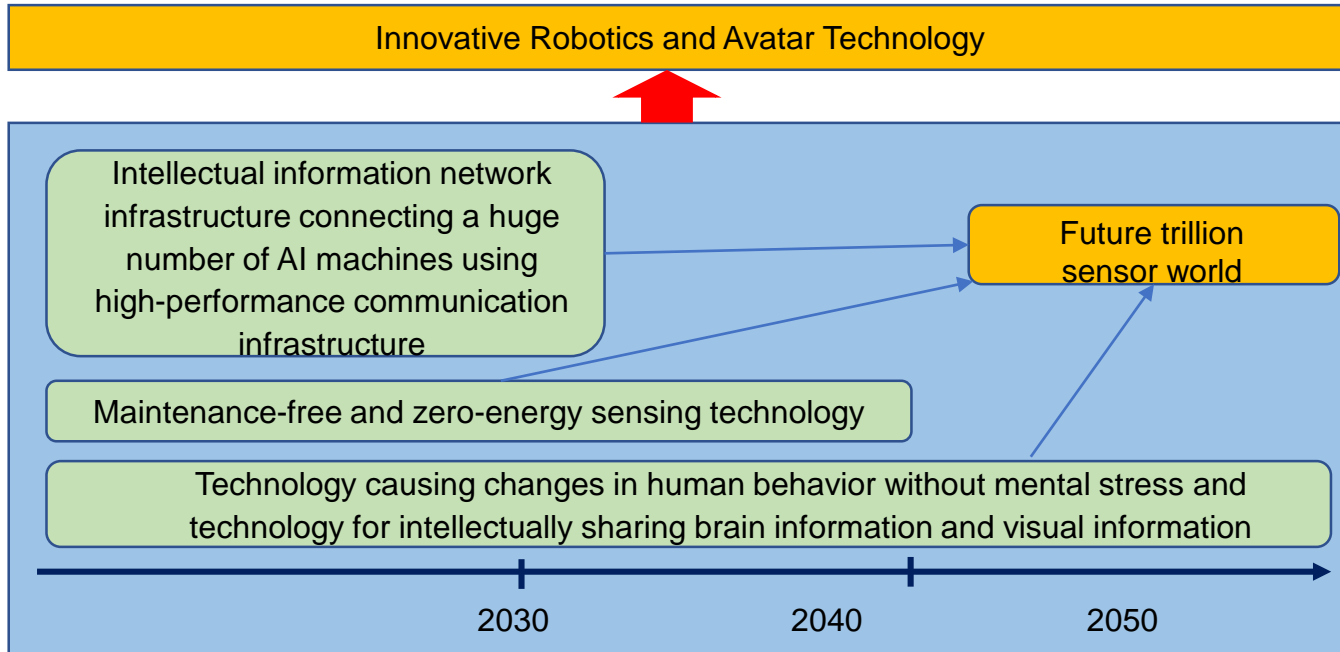 Innovative Robotics and Avatar Technology
Intellectual information network
infrastructure connecting a huge
number of AI machines using
high-performance communication
infrastructure
Future trillion
sensor world
Maintenance-free and zero-energy sensing technology
Technology causing changes in human behavior without mental stress and
technology for intellectually sharing brain information and visual information
2030 2040 2050